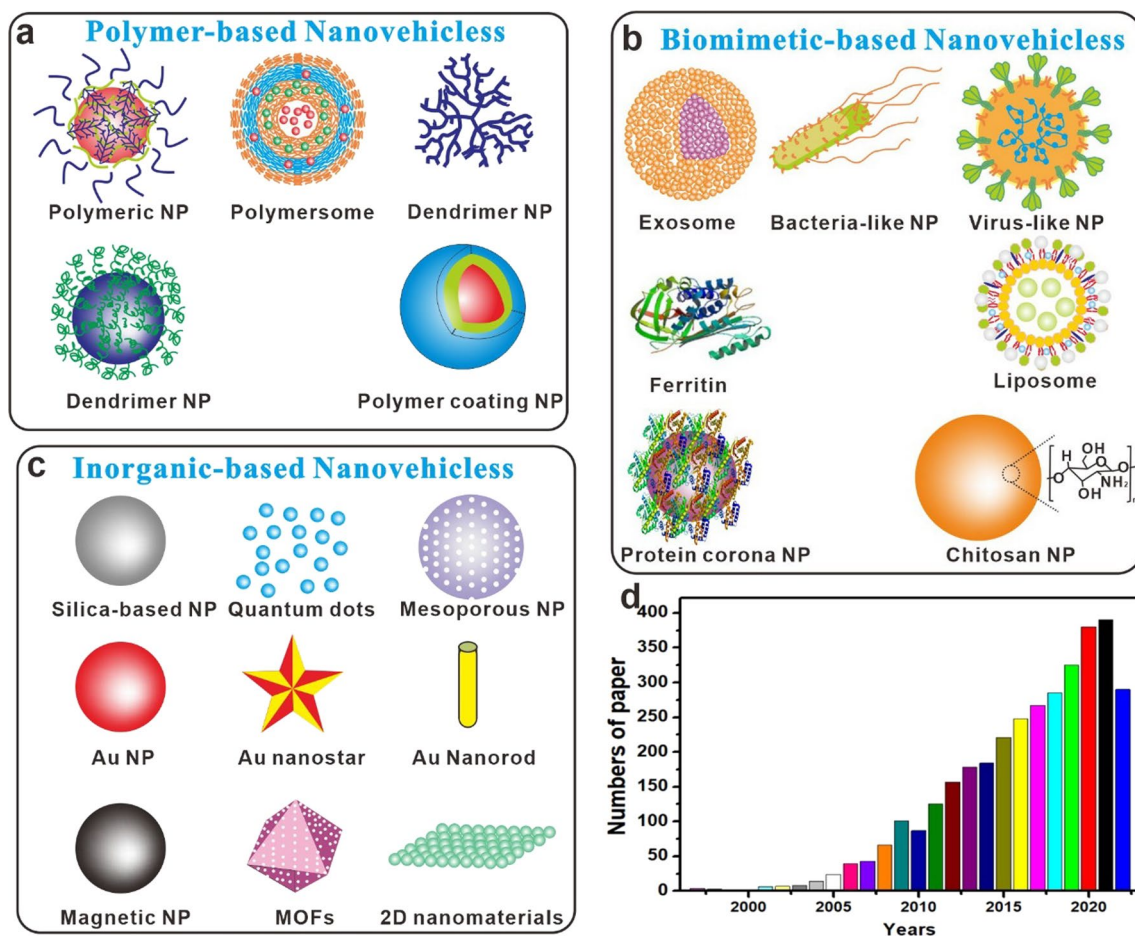 a
Polymer-based Nanovehicless
Polymeric NP
Polymersome
Dendrimer NP
Dendrimer NP
Polymer coating NP
b
Biomimetic-based Nanovehicless
Exosome
Bacteria-like NP
Virus-like NP
Ferritin
Liposome
Protein corona NP
Chitosan NP
OH
H
O
O
OH
NH2
n
c
Inorganic-based Nanovehicless
Silica-based NP
Quantum dots
Mesoporous NP
Au NP
Au nanostar
Au Nanorod
Magnetic NP
MOFs
2D nanomaterials
d
Numbers of paper
400
350
300
250
200
150
100
50
0
2000
2005
2010
2015
2020
Years